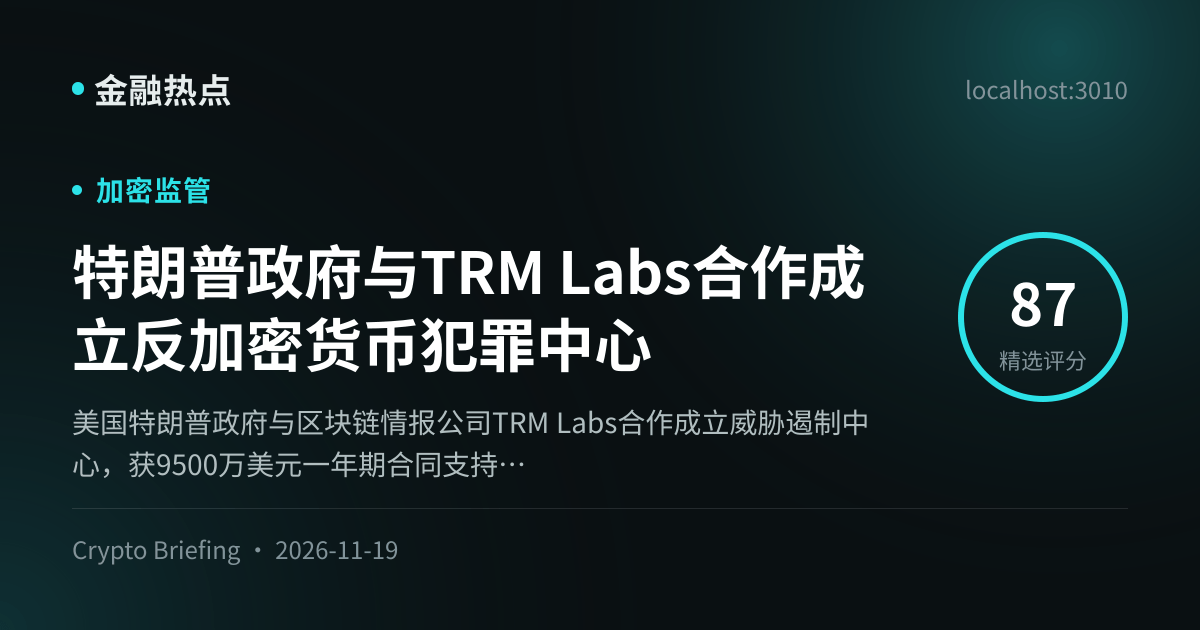 金融热点
localhost:3010
加密监管
特朗普政府与TRM Labs合作成
立反加密货币犯罪中心
87
精选评分
美国特朗普政府与区块链情报公司TRM Labs合作成立威胁遏制中
心，获9500万美元一年期合同支持…
Crypto Briefing · 2026-11-19